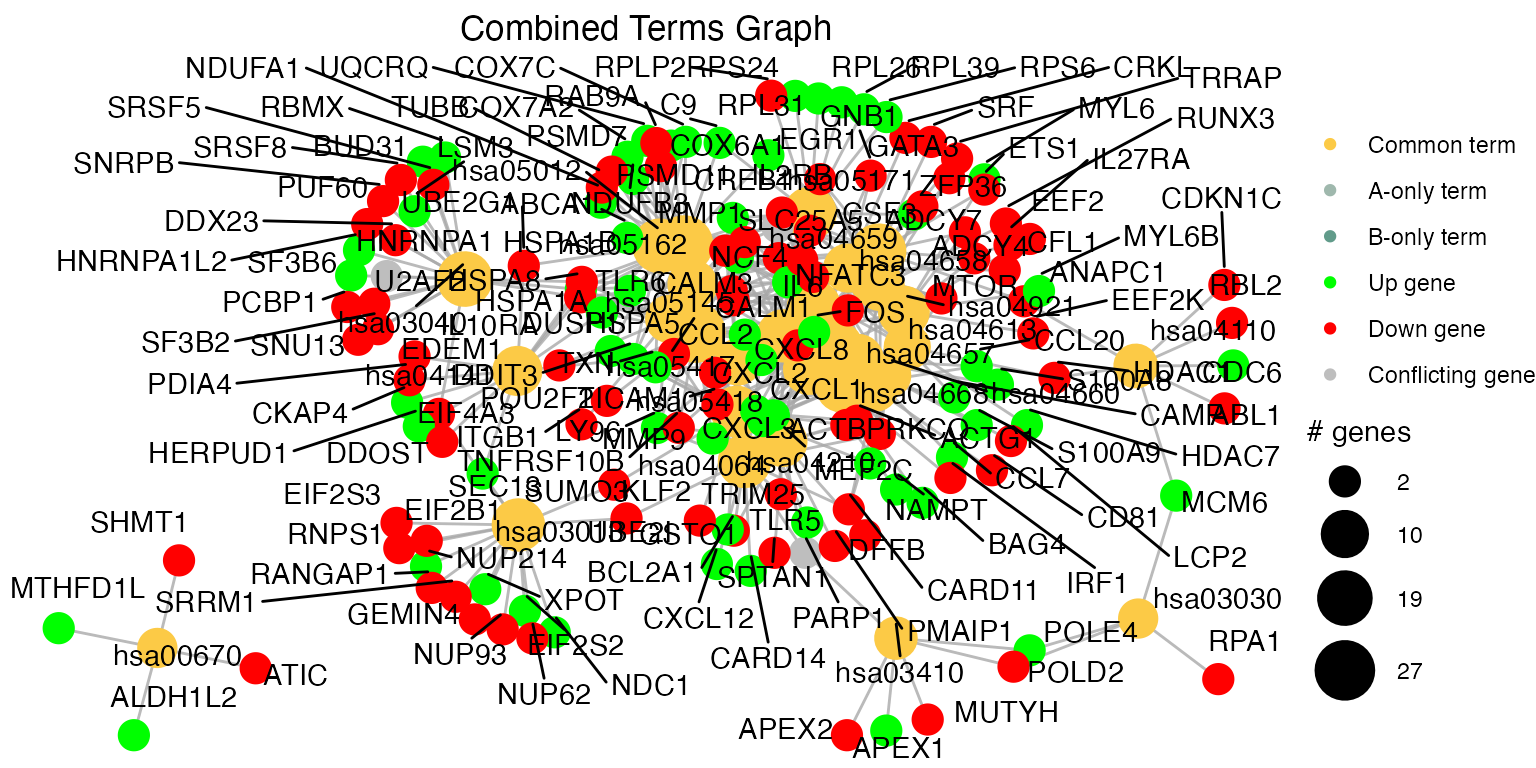 Combined Terms Graph
NDUFA1 UQCRQ COX7C RPLP2 RPS24 RPL26 RPL39 RPS6 CRKL
TRRAP
SRSF5 RBMX TUBB COX7A2 RAB9A C9 RPL31 GNB1 SRF MYL6
RUNX3
SRSF8 BUD31 LSM3 PSMD7 COX6A1 EGR1 GATA3 ETS1
Common term
SNRPB hsa05012 PSMD11 IL2RB IL27RA
PUF60 UBE2G1 ABCA1 NDUFB3 CREB1 hsa05171 ZFP36 EEF2 CDKN1C
A-only term
DDX23 MMP1 SLC25A5 ADCY7
HNRNPA1 HSPA1B hsa05162 hsa04659 ADCY4 CFL1 MYL6B
B-only term
HNRNPA1L2 SF3B6 NCF4 hsa04658
U2AF2 HSPA8 TLR6 CALM3 NFATC3 MTOR ANAPC1 RBL2
Up gene
PCBP1 HSPA1A IL6 hsa04921 EEF2K
hsa03040 IL10RA DUSP1 HSPA5 CALM1 FOS hsa04613 hsa04110
Down gene
SF3B2 SNU13 EDEM1 CCL2 CXCL8 hsa04657 CCL20
PDIA4 hsa04141 DDIT3 TXN hsa05417 CXCL2 S100A8 HDAC1 CDC6
Conflicting gene
CKAP4 EIF4A3 POU2F2 TICAM1 hsa05418 CXCL1 hsa04668 hsa04660 CAMP ABL1
HERPUD1 DDOST ITGB1 LY96 MMP9 CXCL3 ACTB PRKCQ ACTG1 S100A9 HDAC7
# genes
TNFRSF10B hsa04064 hsa04210 MEF2C CCL7
2
EIF2S3 SEC13 SUMO3 KLF2 TRIM25 NAMPT CD81 MCM6
SHMT1 RNPS1 EIF2B1 hsa03013 UBE2I GSTO1 TLR5 DFFB BAG4 LCP2
10
MTHFD1L RANGAP1 NUP214 BCL2A1 SPTAN1 CARD11 IRF1
SRRM1 GEMIN4 XPOT CXCL12 PARP1 hsa03030
19
hsa00670 NUP93 EIF2S2 CARD14 PMAIP1 POLE4 RPA1
ATIC NUP62 NDC1 hsa03410 POLD2
27
ALDH1L2 APEX2 APEX1 MUTYH